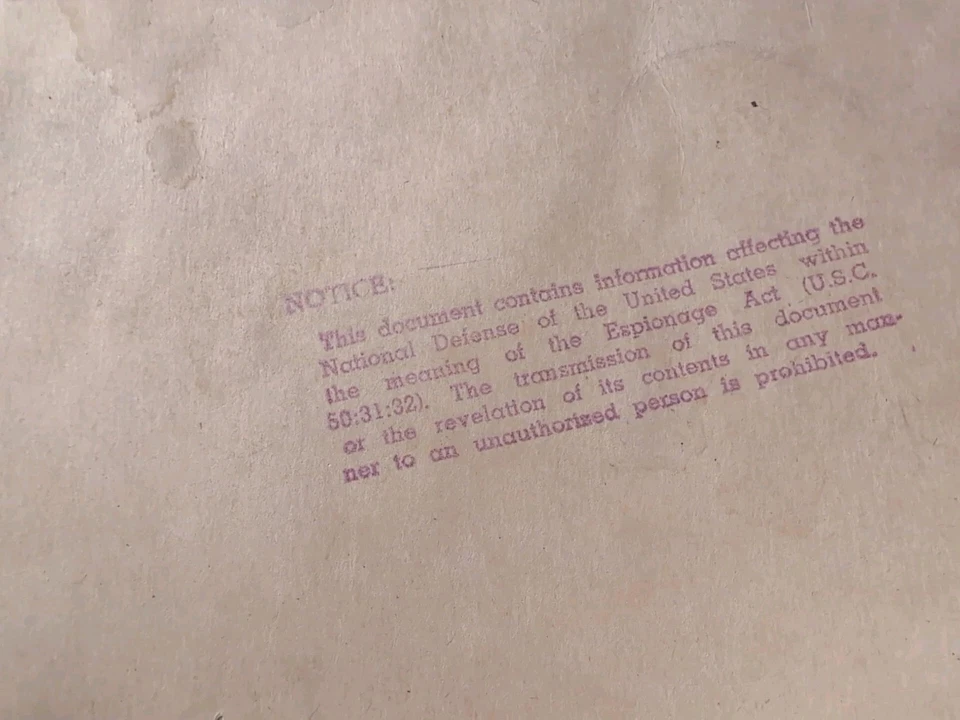 NOTICE:
This document contains information affecting the
National Defense of the United States within
the meaning of the Espionage Act (U.S.C.
50:31:32). The transmission of this document
or the revelation of its contents in any man-
ner to an unauthorized person is prohibited.